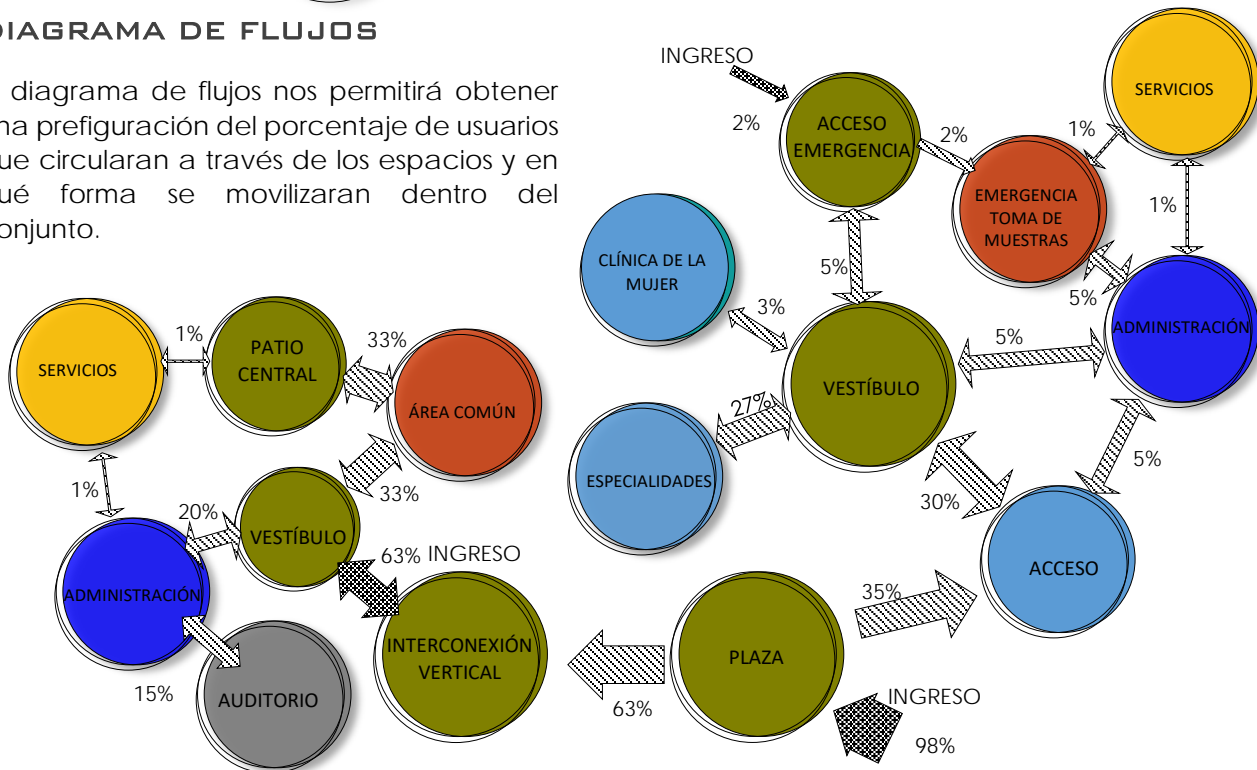 DIAGRAMA DE FLUJOS
diagrama de flujos nos permitirá obtener
na prefiguración del porcentaje de usuarios
ue circularan a través de los espacios y en
ué forma se movilizaran dentro del
onjunto.
INGRESO
2%
ACCESO
EMERGENCIA
2%
1%
SERVICIOS
EMERGENCIA
TOMA DE
MUESTRAS
1%
CLÍNICA DE LA
MUJER
5%
5%
3%
ADMINISTRACIÓN
5%
VESTÍBULO
27%
ESPECIALIDADES
30%
5%
ACCESO
SERVICIOS
1%
PATIO
CENTRAL
33%
ÁREA COMÚN
33%
1%
20%
VESTÍBULO
63% INGRESO
ADMINISTRACIÓN
INTERCONEXIÓN
VERTICAL
15%
AUDITORIO
63%
PLAZA
35%
INGRESO
98%